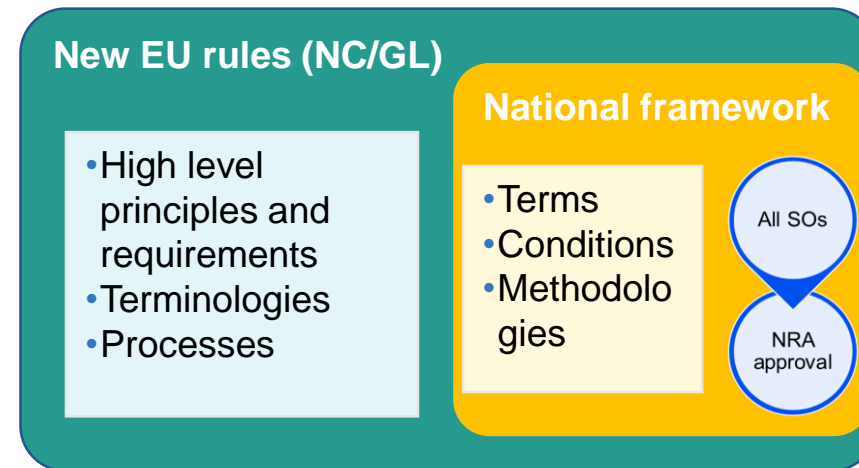 New EU rules (NC/GL)
•High level
principles and
requirements
•Terminologies
•Processes
National framework
•Terms
•Conditions
•Methodolo
gies
All SOs
NRA
approval